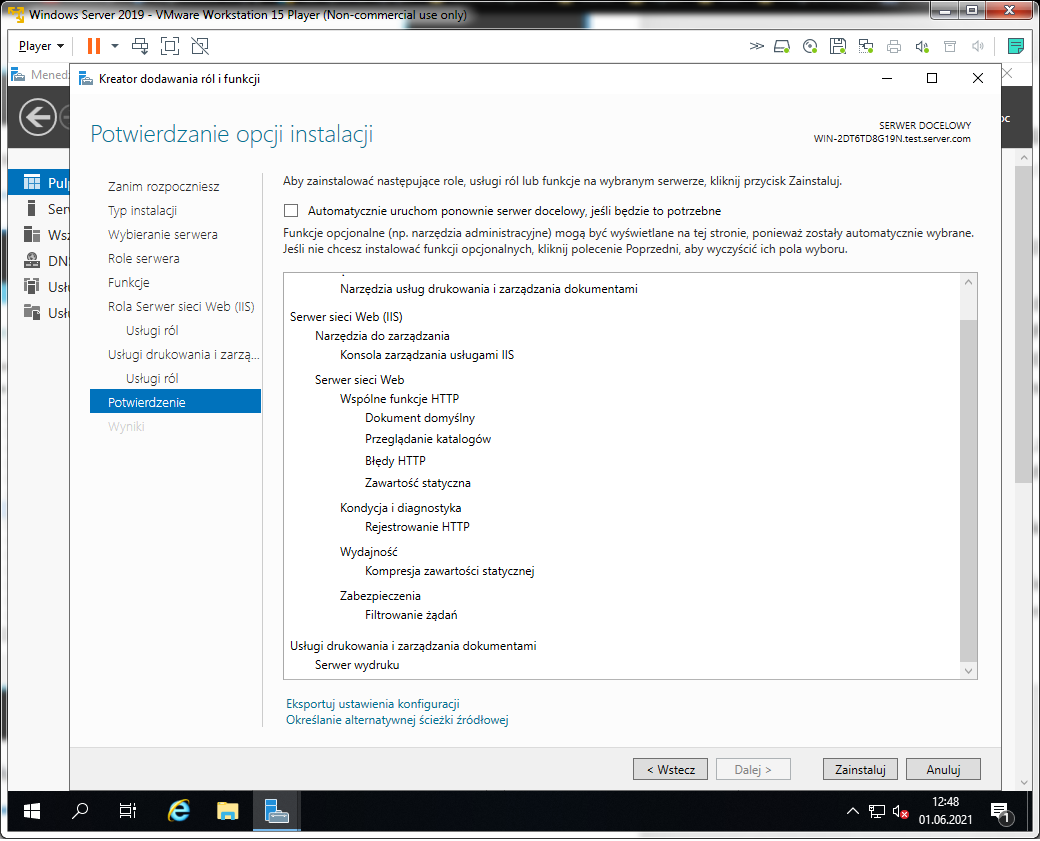 Windows Server 2019 - VMware Workstation 15 Player (Non-commercial use only)
Player
Kreator dodawania ról i funkcji
Potwierdzanie opcji instalacji
SERWER DOCELOWY
WIN-2DT6TD8G19N.test.server.com
Zanim rozpoczniesz
Typ instalacji
Wybieranie serwera
Role serwera
Funkcje
Rola Serwer sieci Web (IIS)
Usługi ról
Usługi drukowania i zarzą...
Usługi ról
Potwierdzenie
Wyniki
Aby zainstalować następujące role, usługi ról lub funkcje na wybranym serwerze, kliknij przycisk Zainstaluj.
Automatycznie uruchom ponownie serwer docelowy, jeśli będzie to potrzebne
Funkcje opcjonalne (np. narzędzia administracyjne) mogą być wyświetlane na tej stronie, ponieważ zostały automatycznie wybrane.
Jeśli nie chcesz instalować funkcji opcjonalnych, kliknij polecenie Poprzedni, aby wyczyścić ich pola wyboru.
Narzędzia usług drukowania i zarządzania dokumentami
Serwer sieci Web (IIS)
Narzędzia do zarządzania
Konsola zarządzania usługami IIS
Serwer sieci Web
Wspólne funkcje HTTP
Dokument domyślny
Przeglądanie katalogów
Błędy HTTP
Zawartość statyczna
Kondycja i diagnostyka
Rejestrowanie HTTP
Wydajność
Kompresja zawartości statycznej
Zabezpieczenia
Filtrowanie żądań
Usługi drukowania i zarządzania dokumentami
Serwer wydruku
Eksportuj ustawienia konfiguracji
Określanie alternatywnej ścieżki źródłowej
< Wstecz
Dalej >
Zainstaluj
Anuluj
12:48
01.06.2021
1